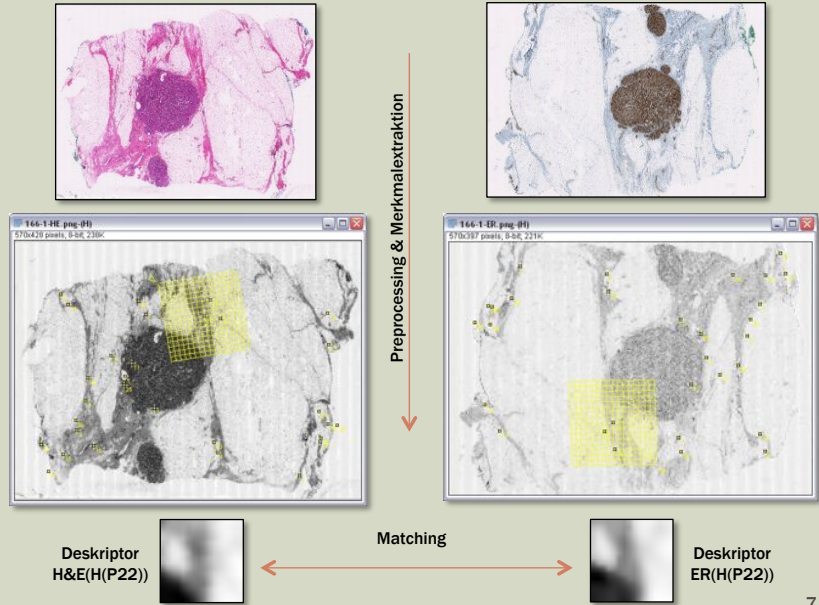 Preprocessing & Merkmalextraktion
166-1-HE.png-(H)
570x428 pixels; 8-bit; 238K
166-1-ER.png-(H)
570x397 pixels; 8-bit; 221K
Deskriptor
H&E(H(P22))
Matching
Deskriptor
ER(H(P22))
7